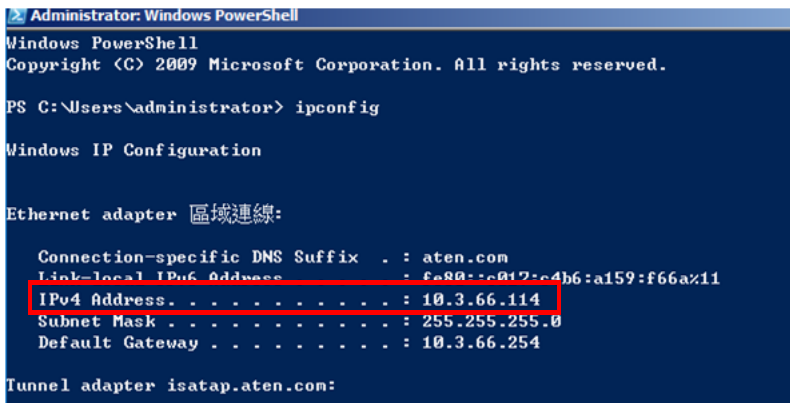 Administrator: Windows PowerShell
Windows PowerShell
Copyright (C) 2009 Microsoft Corporation. All rights reserved.
PS C:\Users\administrator> ipconfig
Windows IP Configuration
Ethernet adapter 區域連線:
Connection-specific DNS Suffix . : aten.com
Link-local IPv6 Address . . . . . : fe80::c017:c4b6:a159:f66a%11
IPv4 Address. . . . . . . . . . . : 10.3.66.114
Subnet Mask . . . . . . . . . . . : 255.255.255.0
Default Gateway . . . . . . . . . : 10.3.66.254
Tunnel adapter isatap.aten.com: